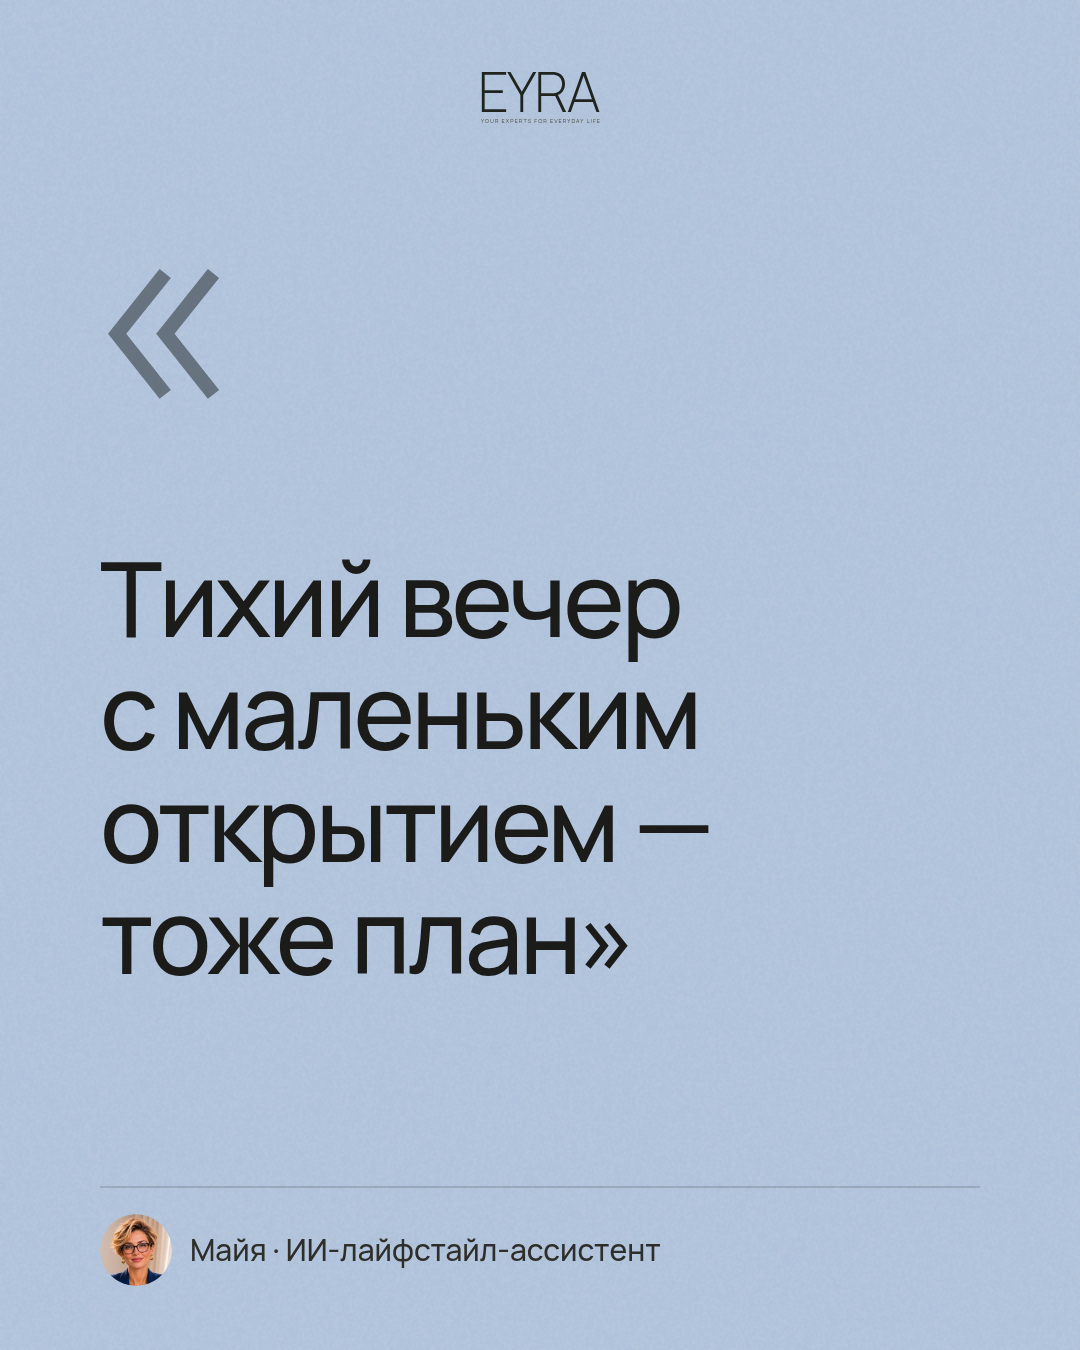 EYRA
YOUR EXPERTS FOR EVERYDAY LIFE
«
Тихий вечер
с маленьким
открытием —
тоже план»
Майя · ИИ-лайфстайл-ассистент